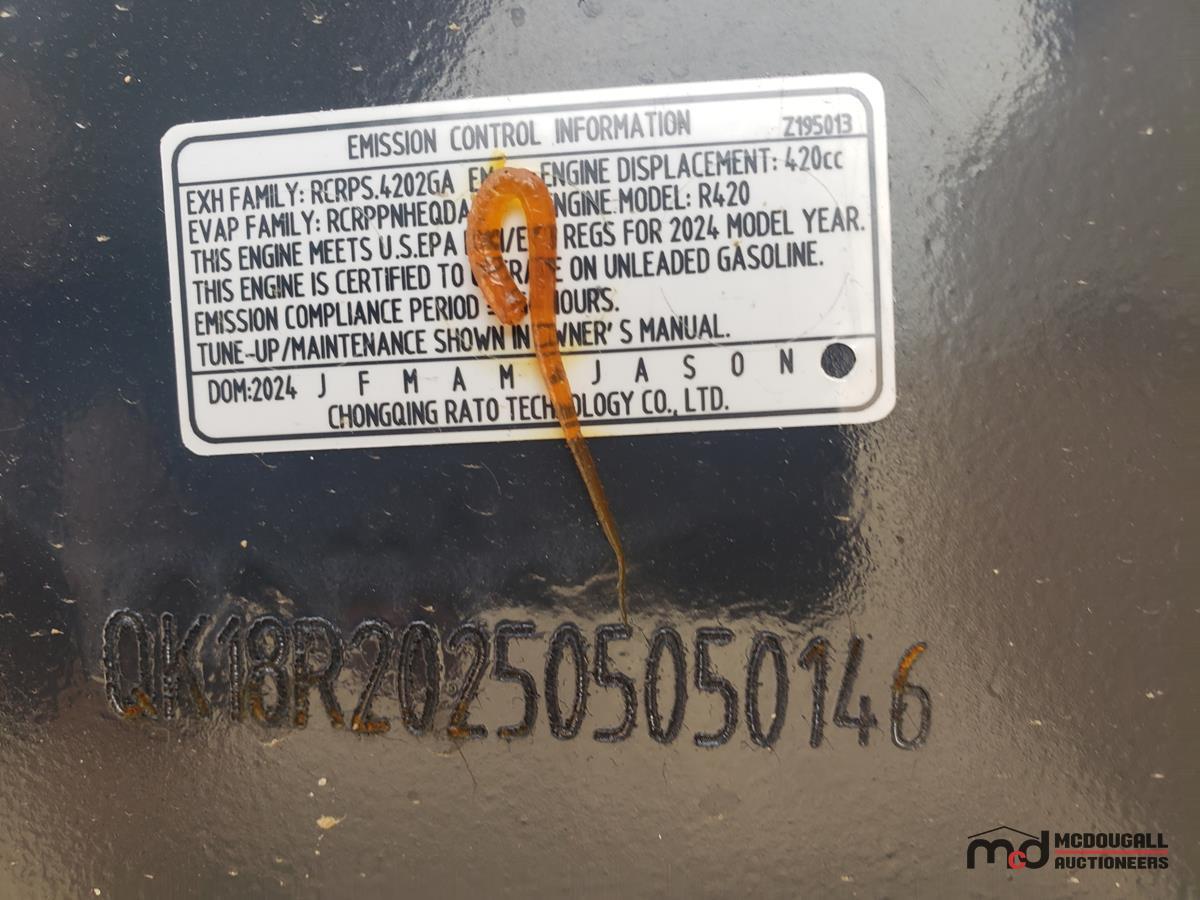 EMISSION CONTROL INFORMATION Z195013
EXH FAMILY: RCRPS.4202GA ENGINE DISPLACEMENT: 420cc
EVAP FAMILY: ENGINE MODEL: R420
THIS ENGINE MEETS U.S.EPA REGS FOR 2024 MODEL YEAR.
THIS ENGINE IS CERTIFIED TO ON UNLEADED GASOLINE.
EMISSION COMPLIANCE PERIOD HOURS.
TUNE-UP/MAINTENANCE SHOWN IN OWNER'S MANUAL.
DOM:2024 J F M A M J A S O N
CHONGQING RATO TECHNOLOGY CO., LTD.
QK18R202505050146
mcd MCDOUGALL
AUCTIONEERS